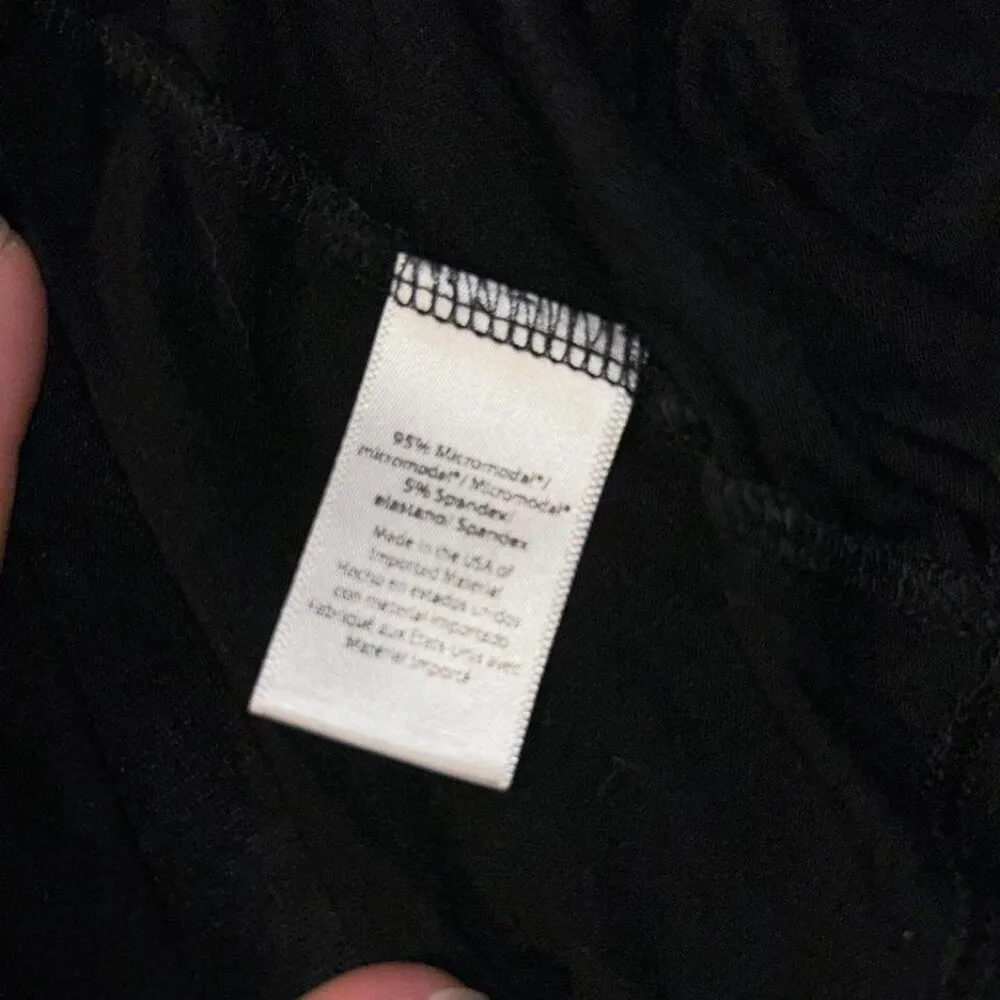 95% Micromodal®/
micromodal®/ Micromodal®
5% Spandex/
elastano/ Spandex
Made in the USA of
Imported Material
Hecho en estados unidos
con material importado
Fabriqué aux États-Unis avec
Matériel Importé